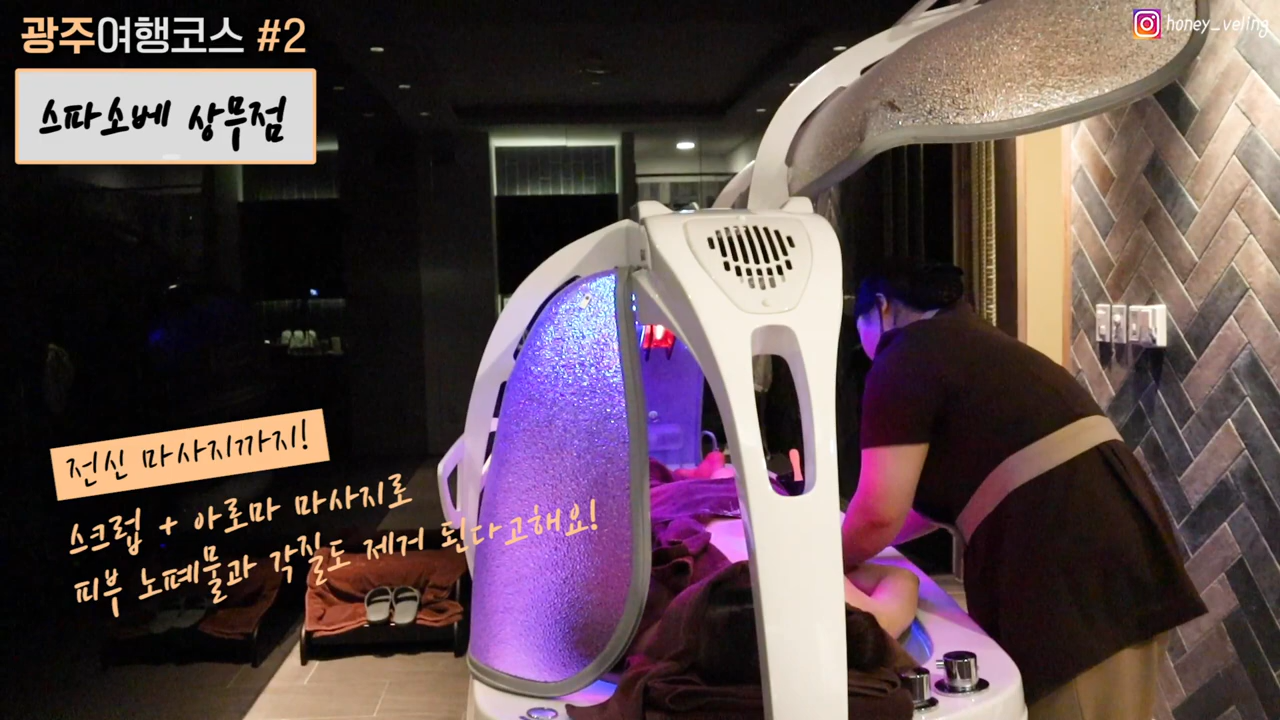 광주여행코스 #2
honey_veling
스파소베 상무점
전신 마사지까지!
스크럽 + 아로마 마사지로
피부 노폐물과 각질도 제거 된다고해요!